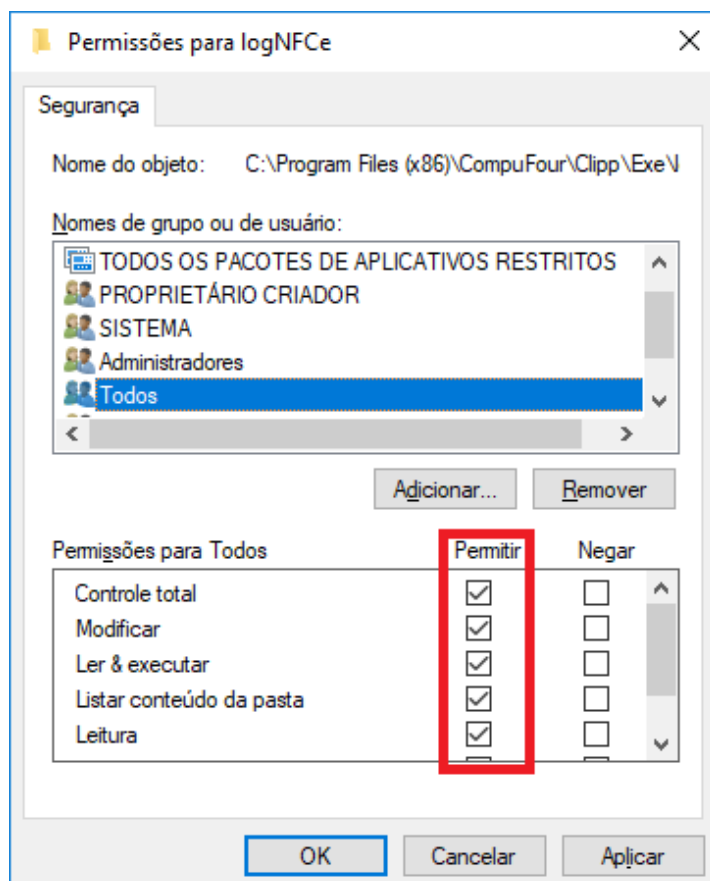 Permissões para logNFCe
Segurança
Nome do objeto: C:\Program Files (x86)\CompuFour\Clipp\Exe\l
Nomes de grupo ou de usuário:
TODOS OS PACOTES DE APLICATIVOS RESTRITOS
PROPRIETÁRIO CRIADOR
SISTEMA
Administradores
Todos
Adicionar... Remover
Permissões para Todos Permitir Negar
Controle total
Modificar
Ler & executar
Listar conteúdo da pasta
Leitura
OK Cancelar Aplicar